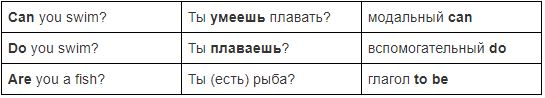 Can you swim? Ты умеешь плавать? модальный can
Do you swim? Ты плаваешь? вспомогательный do
Are you a fish? Ты (есть) рыба? глагол to be